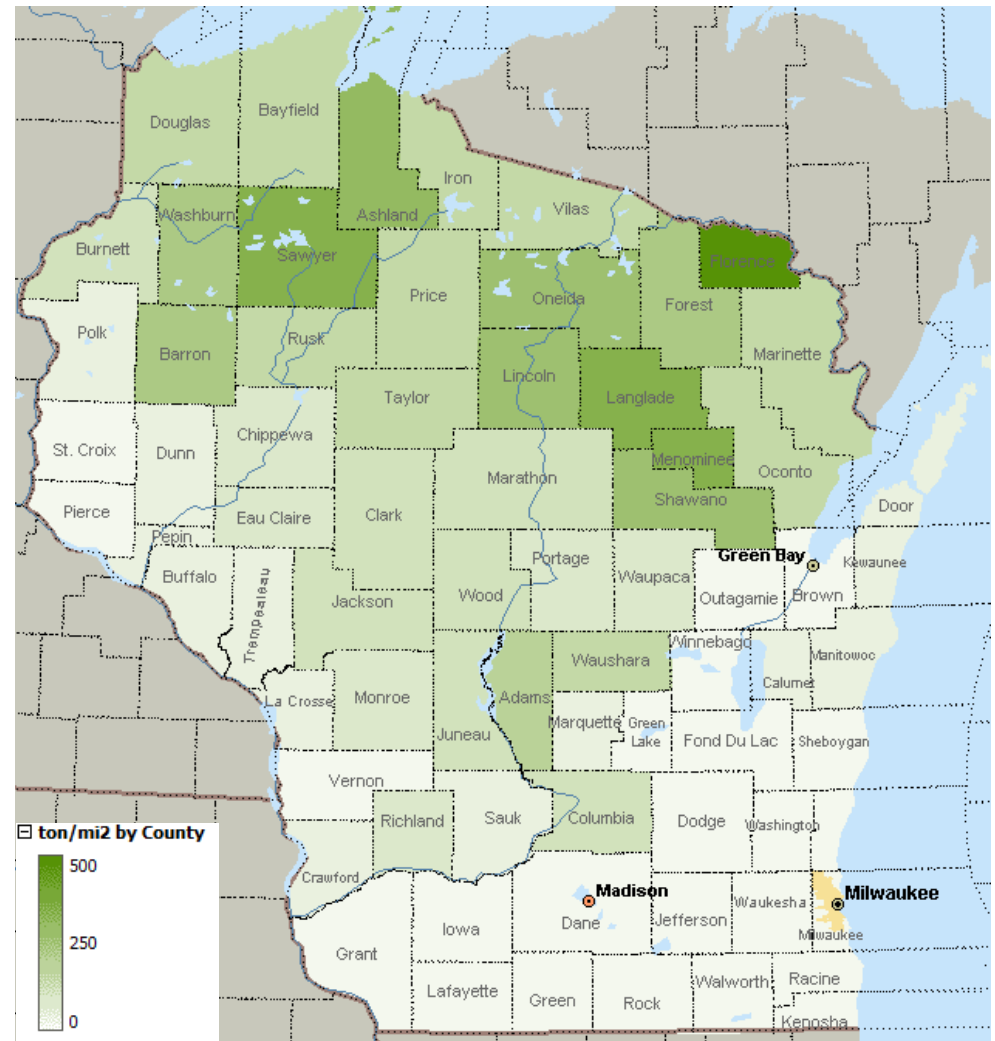 Douglas
Bayfield
Iron
Ashland
Washburn
Vilas
Burnett
Sawyer
Florence
Price
Oneida
Forest
Polk
Rusk
Barron
Marinette
Lincoln
Langlade
Taylor
Chippewa
St. Croix
Dunn
Menominee
Oconto
Marathon
Shawano
Door
Pierce
Eau Claire
Clark
Pepin
Portage
Green Bay
Kewaunee
Buffalo
Waupaca
Wood
Outagamie
Brown
Jackson
Trempealeau
Winnebago
Manitowoc
Waushara
Calumet
La Crosse
Monroe
Adams
Marquette
Green
Lake
Juneau
Fond Du Lac
Sheboygan
Vernon
Richland
Sauk
Columbia
Dodge
Washington
ton/mi2 by County
500
250
0
Crawford
Madison
Milwaukee
Waukesha
Dane
Jefferson
Iowa
Milwaukee
Grant
Racine
Walworth
Lafayette
Green
Rock
Kenosha